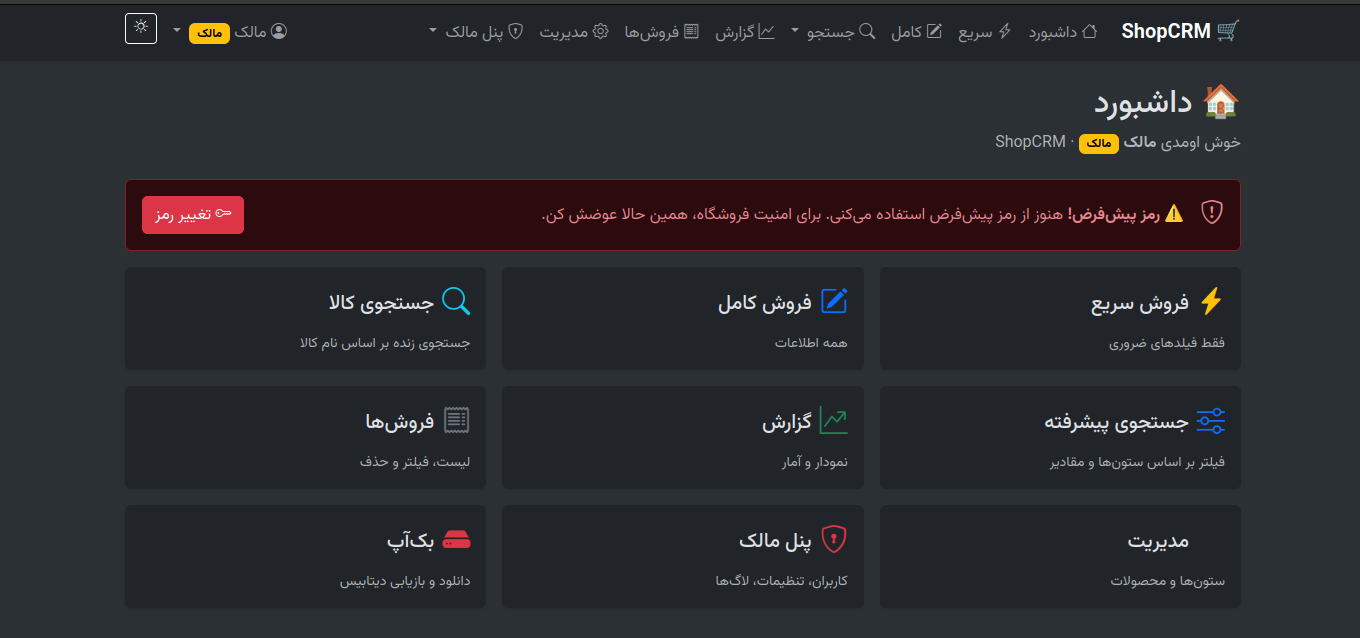 ShopCRM
داشبورد
سریع
کامل
جستجو
گزارش
فروش‌ها
مدیریت
پنل مالک
مالک مالک
داشبورد
خوش اومدی مالک مالک · ShopCRM
رمز پیش‌فرض! هنوز از رمز پیش‌فرض استفاده می‌کنی. برای امنیت فروشگاه، همین حالا عوضش کن.
تغییر رمز
فروش سریع
فقط فیلدهای ضروری
فروش کامل
همه اطلاعات
جستجوی کالا
جستجوی زنده بر اساس نام کالا
جستجوی پیشرفته
فیلتر بر اساس ستون‌ها و مقادیر
گزارش
نمودار و آمار
فروش‌ها
لیست، فیلتر و حذف
مدیریت
ستون‌ها و محصولات
پنل مالک
کاربران، تنظیمات، لاگ‌ها
بک‌آپ
دانلود و بازیابی دیتابیس